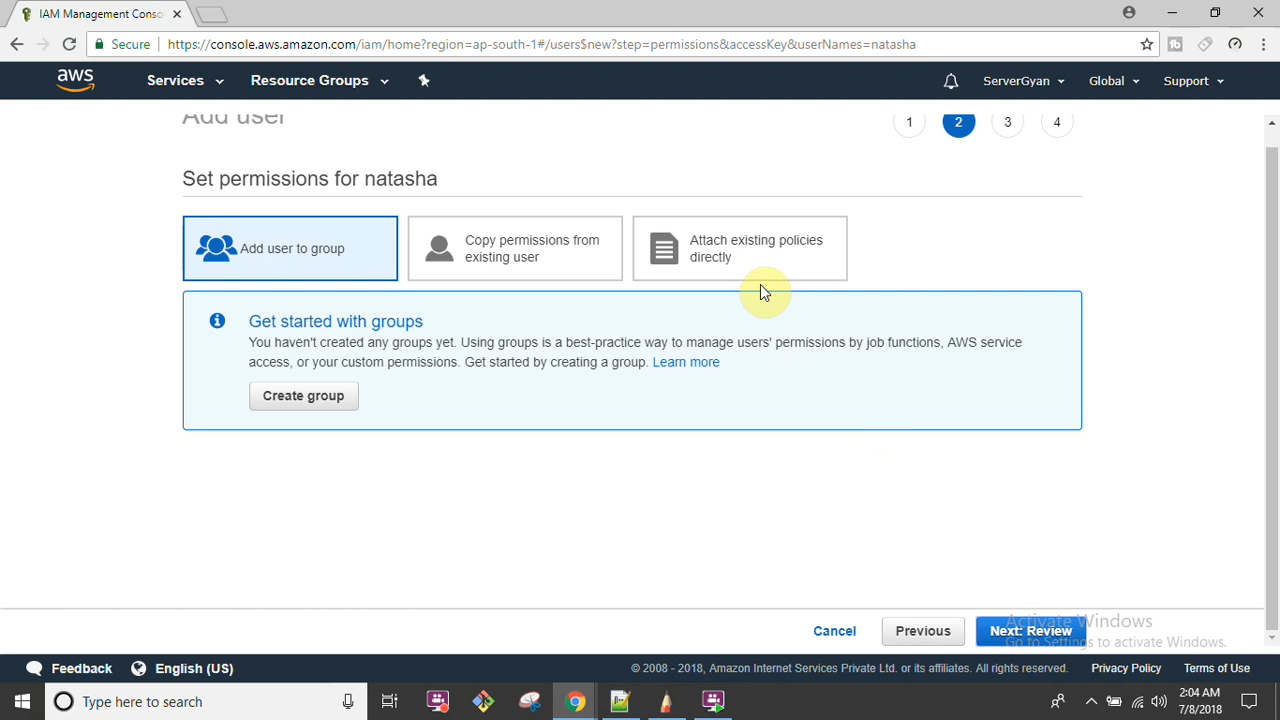 IAM Management Conso
Secure
https://console.aws.amazon.com/iam/home?region=ap-south-1#/users$new?step=permissions&accessKey&userNames=natasha
aws
Services
Resource Groups
ServerGyan
Global
Support
Add user
1
2
3
4
Set permissions for natasha
Add user to group
Copy permissions from
existing user
Attach existing policies
directly
Get started with groups
You haven't created any groups yet. Using groups is a best-practice way to manage users' permissions by job functions, AWS service
access, or your custom permissions. Get started by creating a group. Learn more
Create group
Cancel
Previous
Next: Review
Activate Windows
Go to Settings to activate Windows.
Feedback
English (US)
© 2008 - 2018, Amazon Internet Services Private Ltd. or its affiliates. All rights reserved.
Privacy Policy
Terms of Use
Type here to search
2:04 AM
7/8/2018